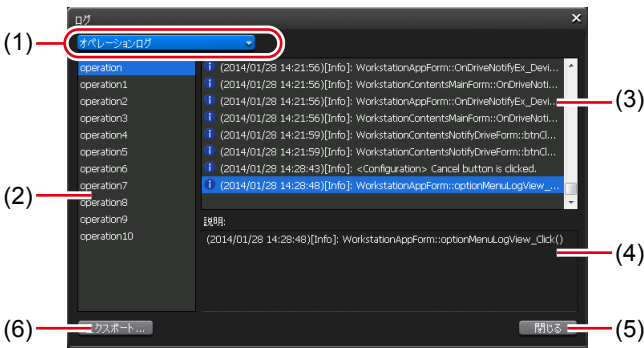 ログ
(1)
オペレーションログ
operation
operation1
operation2
operation3
operation4
operation5
operation6
operation7
operation8
operation9
operation10
(2)
(2014/01/28 14:21:56)[Info]: WorkstationAppForm::OnDriveNotifyEx_Devi...
(2014/01/28 14:21:56)[Info]: WorkstationContentsMainForm::OnDriveNoti...
(2014/01/28 14:21:56)[Info]: WorkstationAppForm::OnDriveNotifyEx_Devi...
(2014/01/28 14:21:56)[Info]: WorkstationContentsMainForm::OnDriveNoti...
(2014/01/28 14:21:59)[Info]: WorkstationContentsNotifyDriveForm::btnCl...
(2014/01/28 14:21:59)[Info]: WorkstationContentsNotifyDriveForm::btnCl...
(2014/01/28 14:28:43)[Info]: <Configuration> Cancel button is clicked.
(2014/01/28 14:28:48)[Info]: WorkstationAppForm::optionMenuLogView_...
(3)
説明:
(2014/01/28 14:28:48)[Info]: WorkstationAppForm::optionMenuLogView_Click()
(4)
(6)
エクスポート...
閉じる
(5)